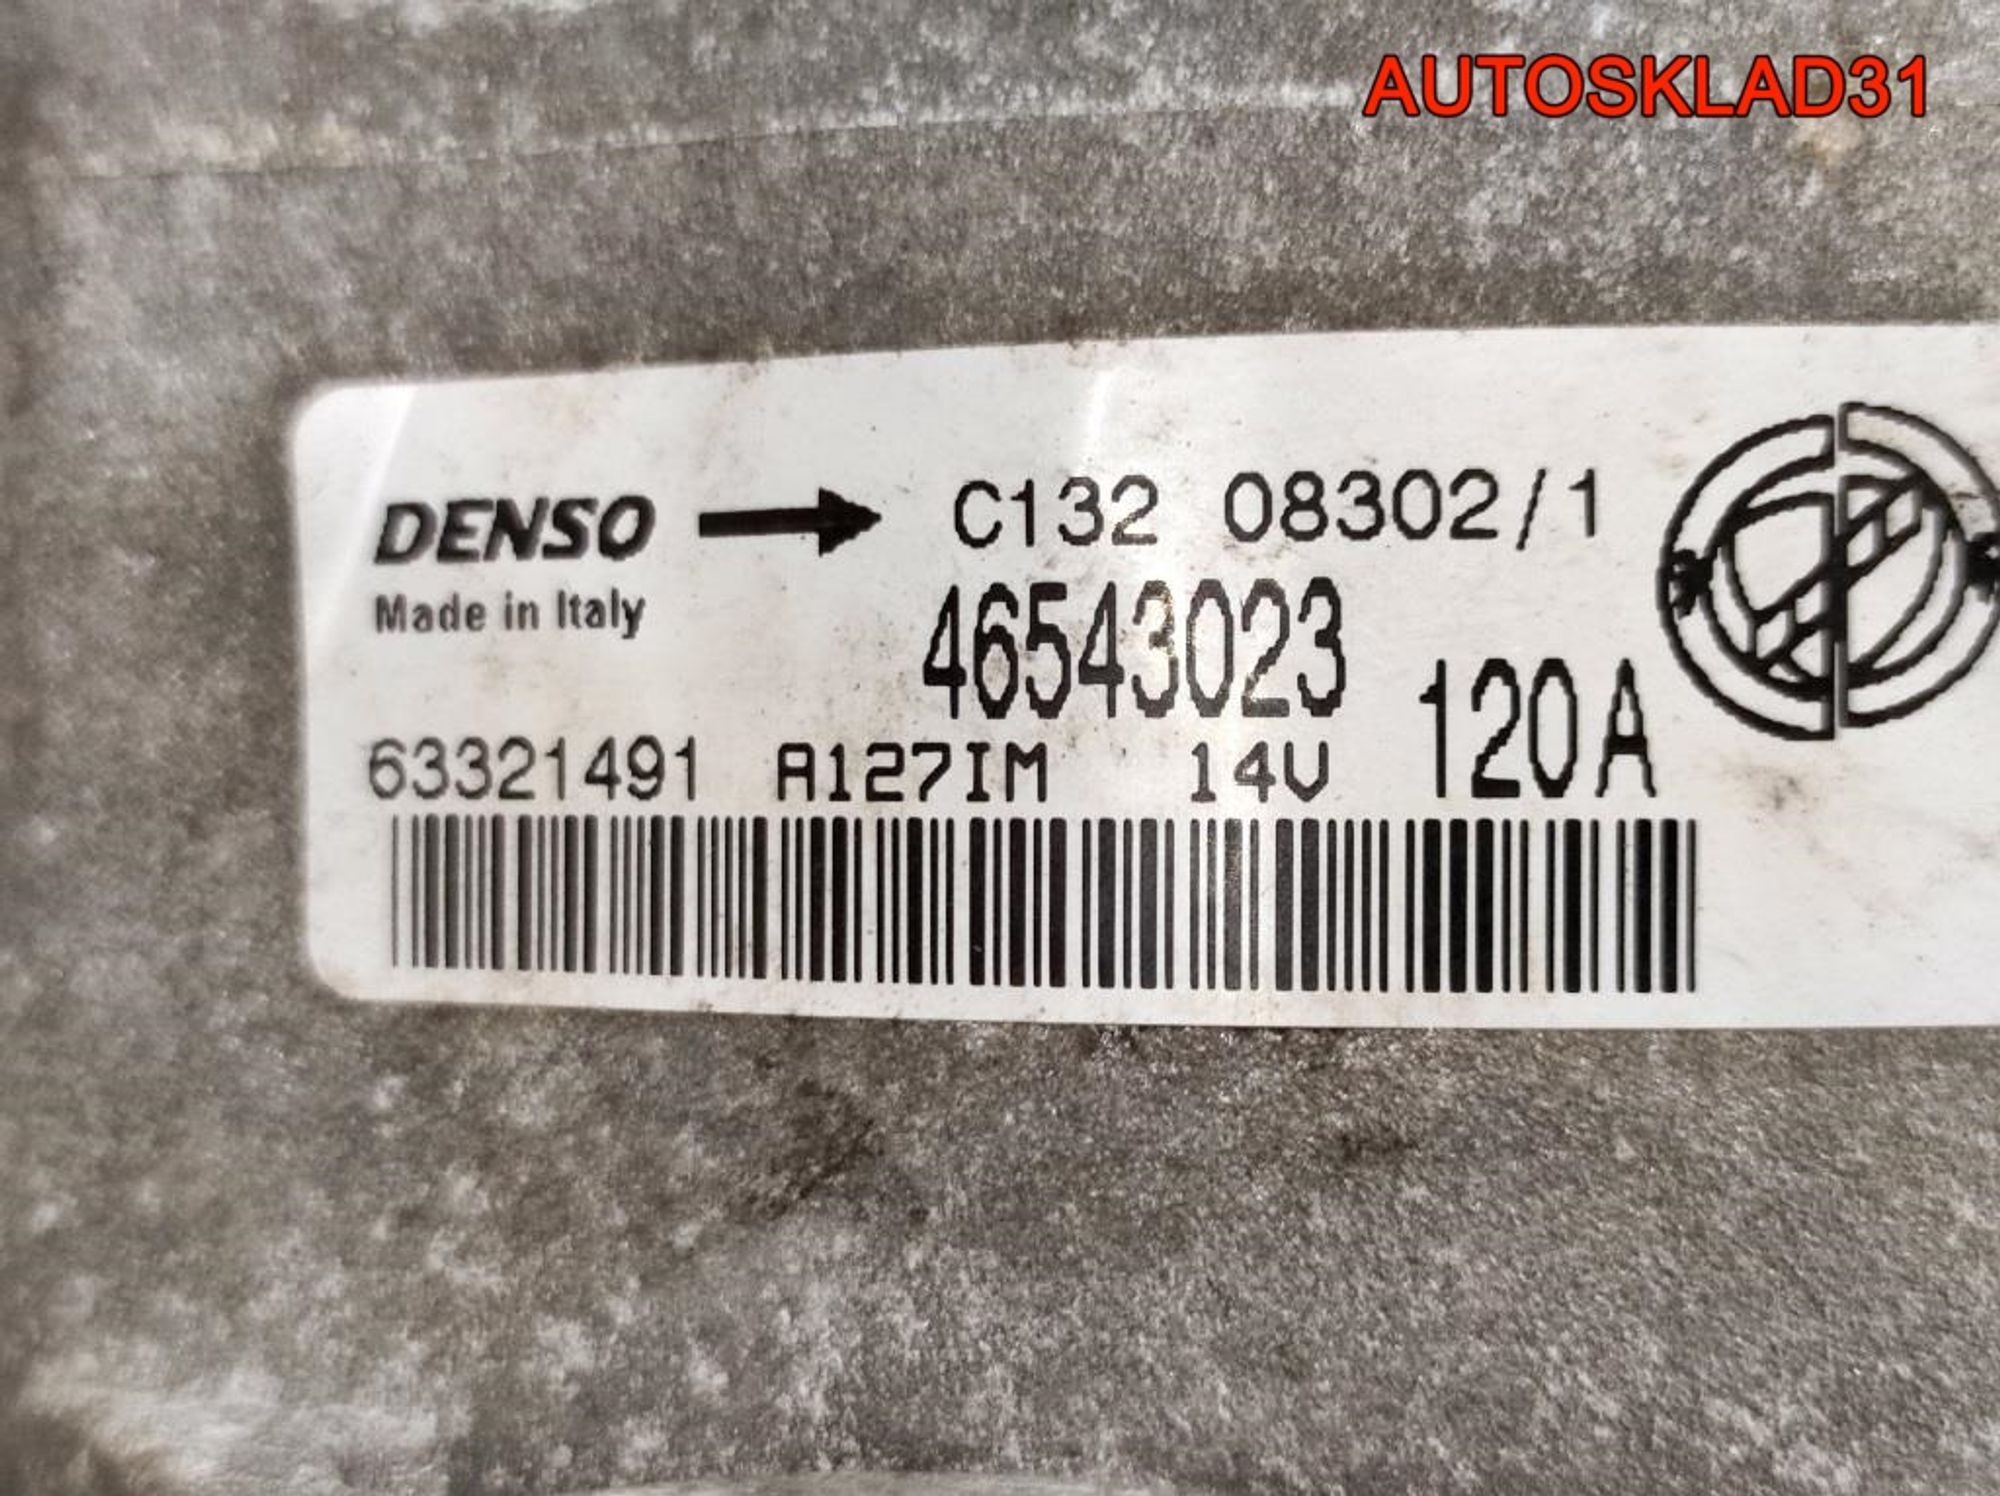 AUTOSKLAD31
DENSO C132 08302/1
Made in Italy 46543023
63321491 A127IM 14V 120A